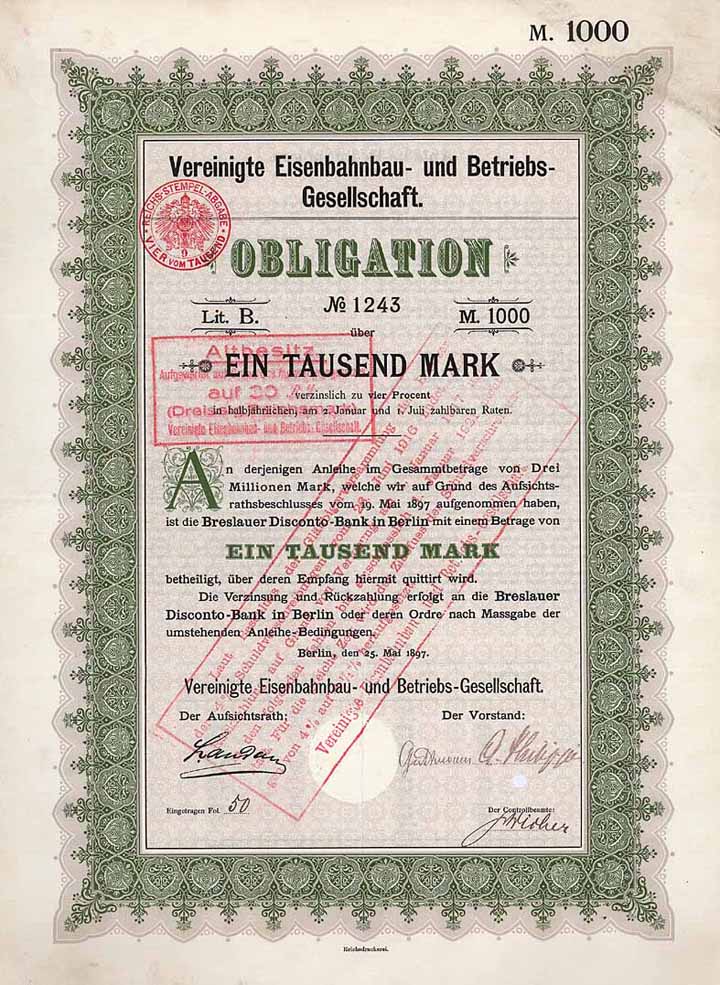 M. 1000
Vereinigte Eisenbahnbau- und Betriebs-
Gesellschaft.
REICHS-STEMPEL-ABGABE
VIER VOM TAUSEND
OBLIGATION
№ 1243
Lit. B.
M. 1000
über
EIN TAUSEND MARK
verzinslich zu vier Procent
in halbjährlichen, am 2. Januar und 1. Juli zahlbaren Raten.
Altbesitz
auf 30
Vereinigte Eisenbahnbau- und Betriebs-Gesellschaft.
An derjenigen Anleihe im Gesammtbetrage von Drei
Millionen Mark, welche wir auf Grund des Aufsichts-
rathsbeschlusses vom 19. Mai 1897 aufgenommen haben,
ist die Breslauer Disconto-Bank in Berlin mit einem Betrage von
EIN TAUSEND MARK
betheiligt, über deren Empfang hiermit quittirt wird.
Die Verzinsung und Rückzahlung erfolgt an die Breslauer
Disconto-Bank in Berlin oder deren Ordre nach Massgabe der
umstehenden Anleihe-Bedingungen.
Berlin, den 25. Mai 1897.
Vereinigte Eisenbahnbau- und Betriebs-Gesellschaft.
Der Aufsichtsrath:
Der Vorstand:
Landau
Eingetragen Fol. 50
Der Controllbeamte:
Reichsdruckerei.